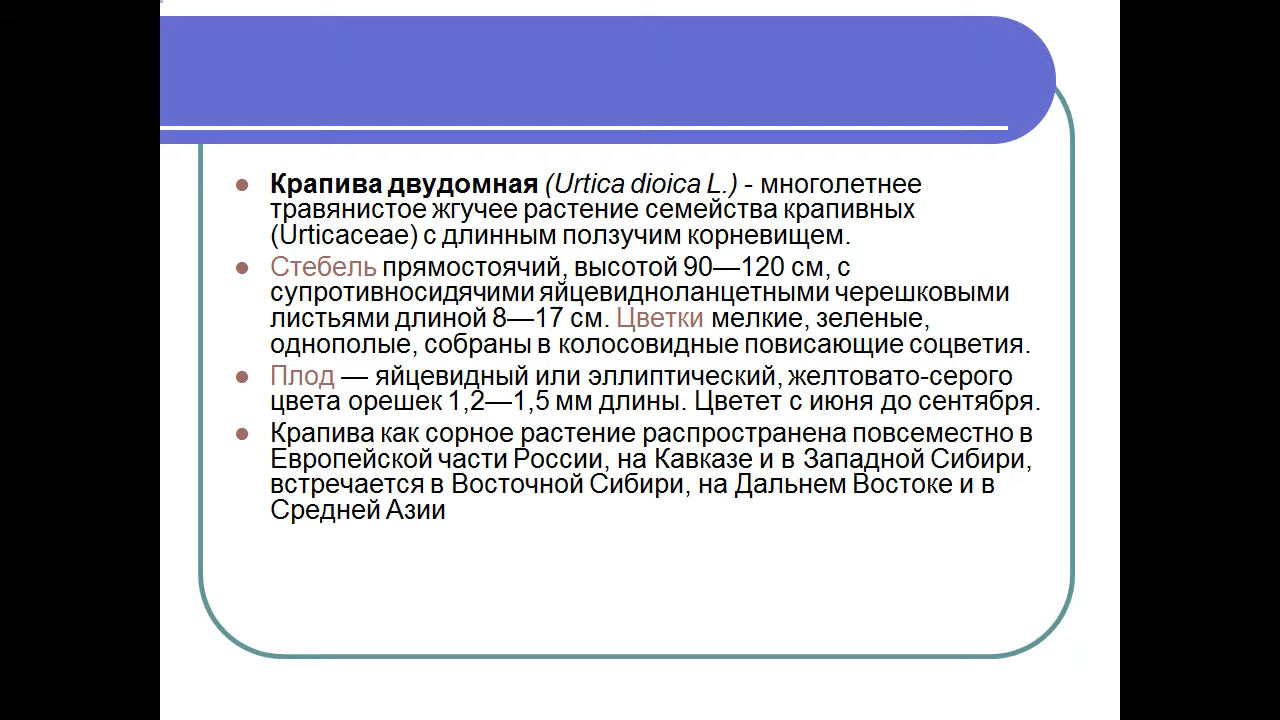 Крапива двудомная (Urtica dioica L.) - многолетнее
травянистое жгучее растение семейства крапивных
(Urticaceae) с длинным ползучим корневищем.
Стебель прямостоячий, высотой 90—120 см, с
супротивносидячими яйцевидноланцетными черешковыми
листьями длиной 8—17 см. Цветки мелкие, зеленые,
однополые, собраны в колосовидные повисающие соцветия.
Плод — яйцевидный или эллиптический, желтовато-серого
цвета орешек 1,2—1,5 мм длины. Цветет с июня до сентября.
Крапива как сорное растение распространена повсеместно в
Европейской части России, на Кавказе и в Западной Сибири,
встречается в Восточной Сибири, на Дальнем Востоке и в
Средней Азии